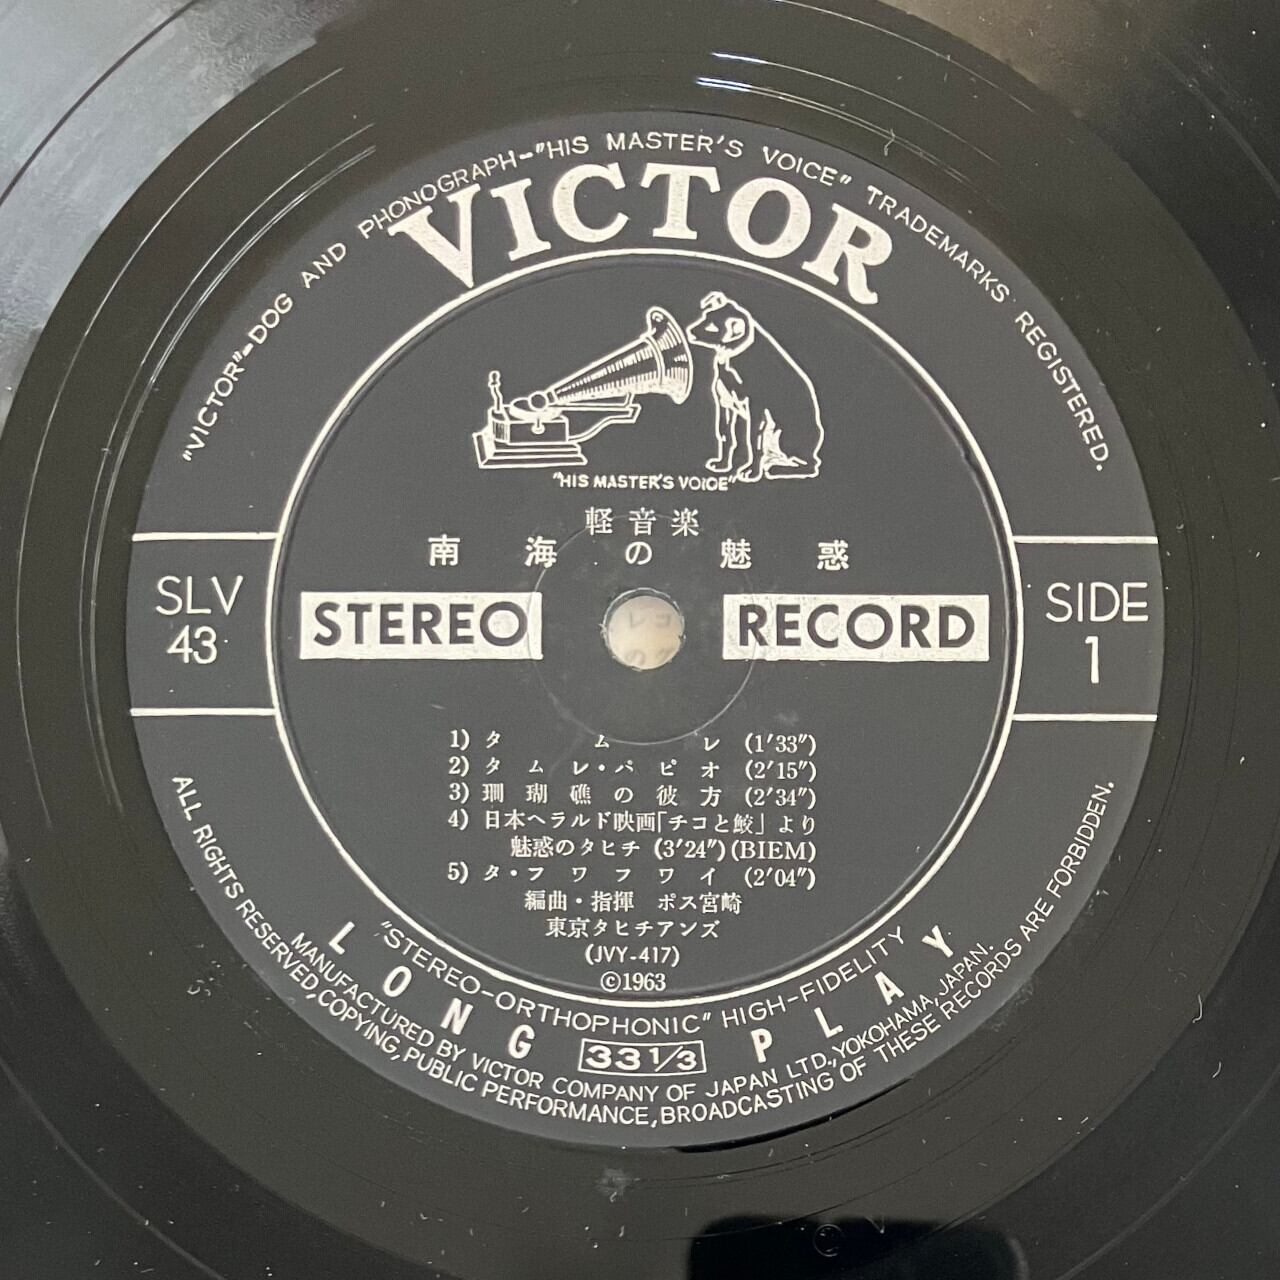 "VICTOR"-DOG AND PHONOGRAPH-"HIS MASTER'S VOICE" TRADEMARKS REGISTERED.
VICTOR
"HIS MASTER'S VOICE"
軽音楽
南海の魅惑
SLV 43
STEREO RECORD
SIDE 1
1) タムレ (1'33")
2) タムレ・パピオ (2'15")
3) 珊瑚礁の彼方 (2'34")
4) 日本ヘラルド映画「チコと鮫」より
魅惑のタヒチ (3'24") (BIEM)
5) タ・フワフワイ (2'04")
編曲・指揮 ポス宮崎
東京タヒチアンズ
(JVY-417)
©1963
"STEREO-ORTHOPHONIC" HIGH-FIDELITY
LONG 33 1/3 PLAY
MANUFACTURED BY VICTOR COMPANY OF JAPAN LTD., YOKOHAMA, JAPAN.
ALL RIGHTS RESERVED, COPYING, PUBLIC PERFORMANCE, BROADCASTING OF THESE RECORDS ARE FORBIDDEN.